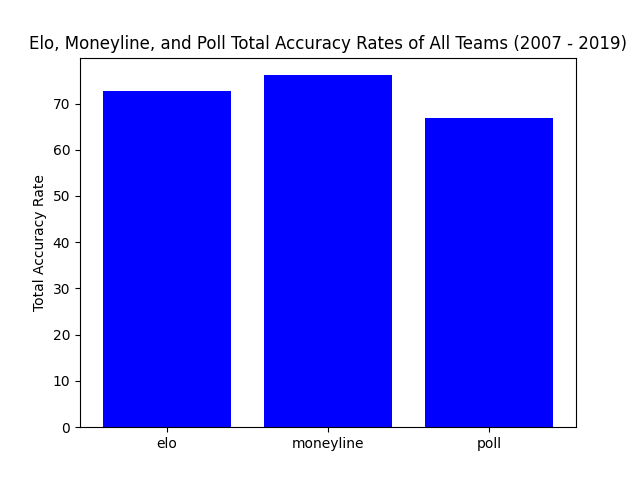 Elo, Moneyline, and Poll Total Accuracy Rates of All Teams (2007 - 2019)
Total Accuracy Rate
70
60
50
40
30
20
10
0
elo moneyline poll